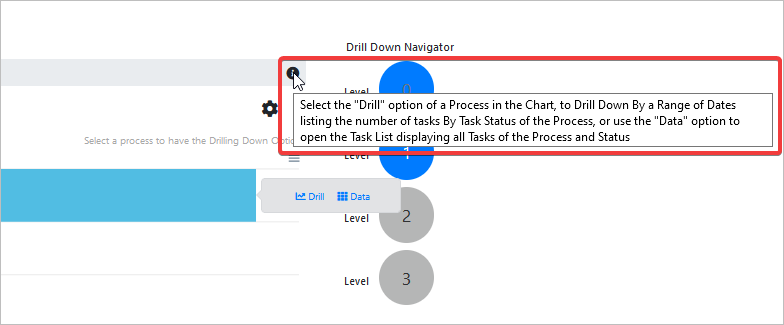 Drill Down Navigator
Level 0
Select the "Drill" option of a Process in the Chart, to Drill Down By a Range of Dates
listing the number of tasks By Task Status of the Process, or use the "Data" option to
open the Task List displaying all Tasks of the Process and Status
Select a process to have the Drilling Down Optio
Level 1
Drill Data
Level 2
Level 3